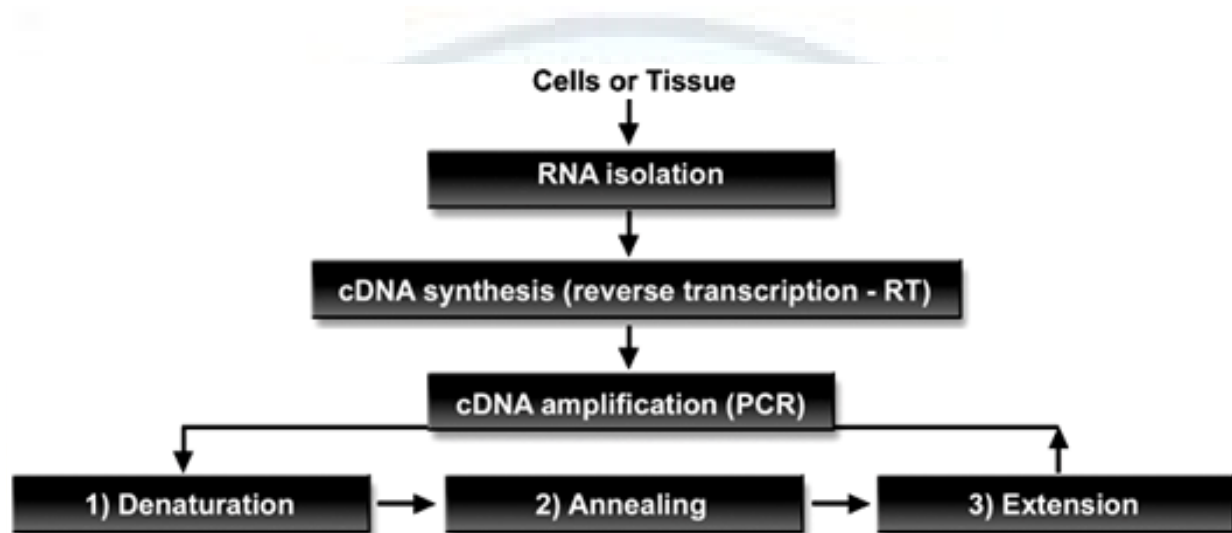 Cells or Tissue
RNA isolation
cDNA synthesis (reverse transcription - RT)
cDNA amplification (PCR)
1) Denaturation
2) Annealing
3) Extension